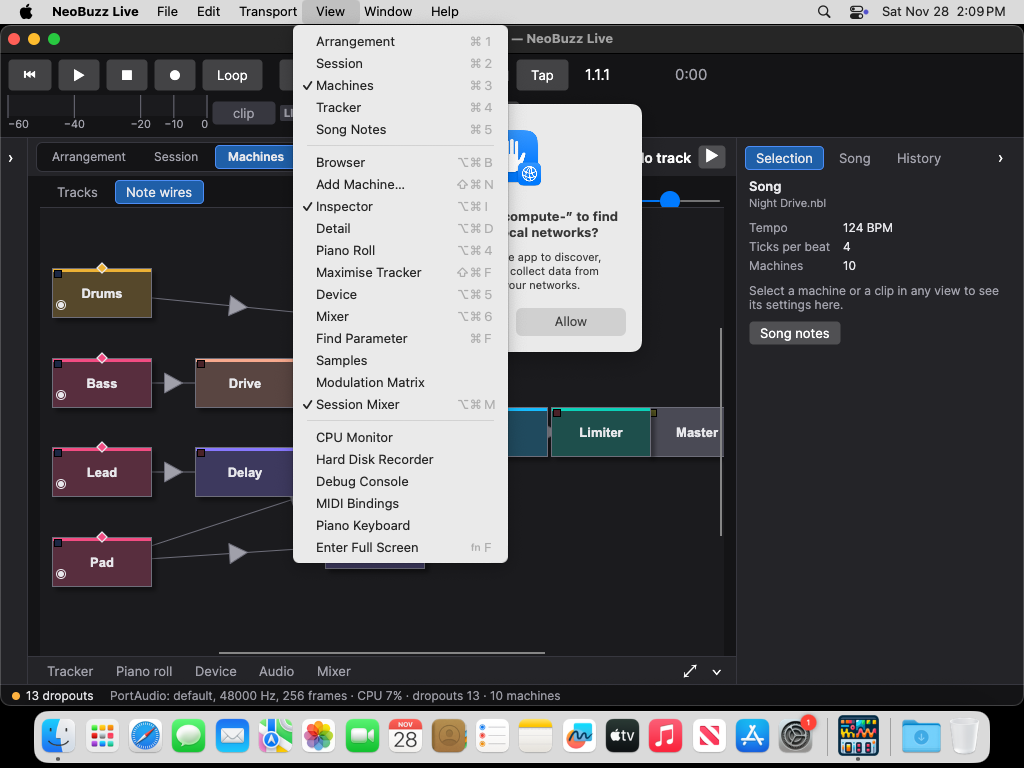 NeoBuzz Live File Edit Transport View Window Help Sat Nov 28 2:09 PM
— NeoBuzz Live
Loop Tap 1.1.1 0:00
−60 −40 −20 −10 0 clip
Arrangement Session Machines
Tracks Note wires
Arrangement ⌘ 1
Session ⌘ 2
✓ Machines ⌘ 3
Tracker ⌘ 4
Song Notes ⌘ 5
Browser ⌥⌘ B
Add Machine... ⇧⌘ N
✓ Inspector ⌥⌘ I
Detail ⌥⌘ D
Piano Roll ⌥⌘ 4
Maximise Tracker ⇧⌘ F
Device ⌥⌘ 5
Mixer ⌥⌘ 6
Find Parameter ⌘ F
Samples
Modulation Matrix
✓ Session Mixer ⌥⌘ M
CPU Monitor
Hard Disk Recorder
Debug Console
MIDI Bindings
Piano Keyboard
Enter Full Screen fn F
track
compute-” to find
networks?
app to discover,
collect data from
networks.
Allow
Drums
Bass Drive
Lead Delay
Pad
Limiter Master
Selection Song History
Song
Night Drive.nbl
Tempo 124 BPM
Ticks per beat 4
Machines 10
Select a machine or a clip in any view to see
its settings here.
Song notes
Tracker Piano roll Device Audio Mixer
13 dropouts PortAudio: default, 48000 Hz, 256 frames · CPU 7% · dropouts 13 · 10 machines
NOV
28
tv
1